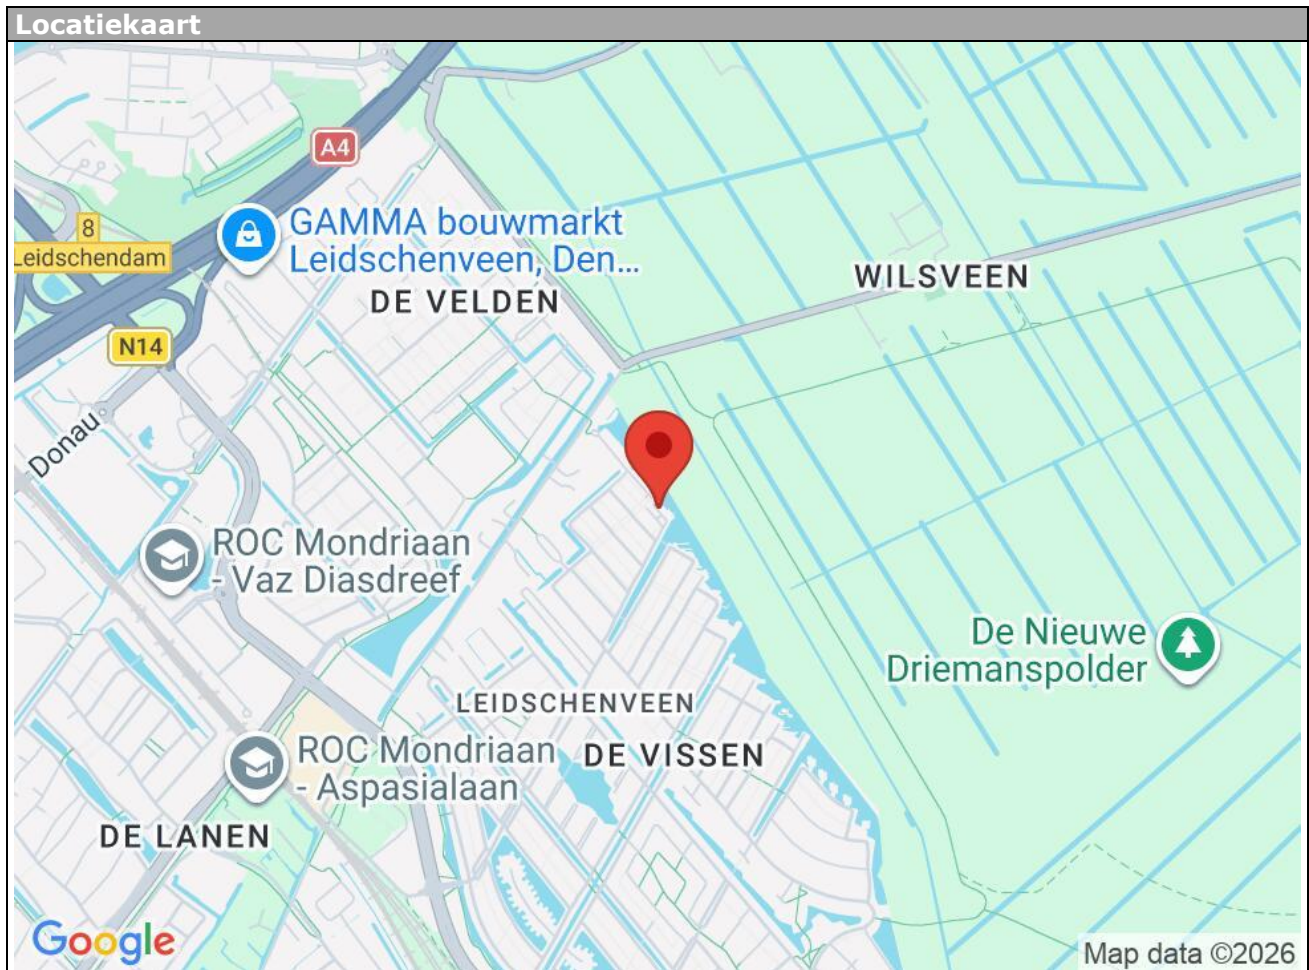 Locatiekaart
A4
8
Leidschendam
GAMMA bouwmarkt
Leidschenveen, Den...
DE VELDEN
WILSVEEN
N14
Donau
ROC Mondriaan
- Vaz Diasdreef
De Nieuwe
Driemanspolder
LEIDSCHENVEEN
DE VISSEN
ROC Mondriaan
- Aspasialaan
DE LANEN
Google
Map data ©2026